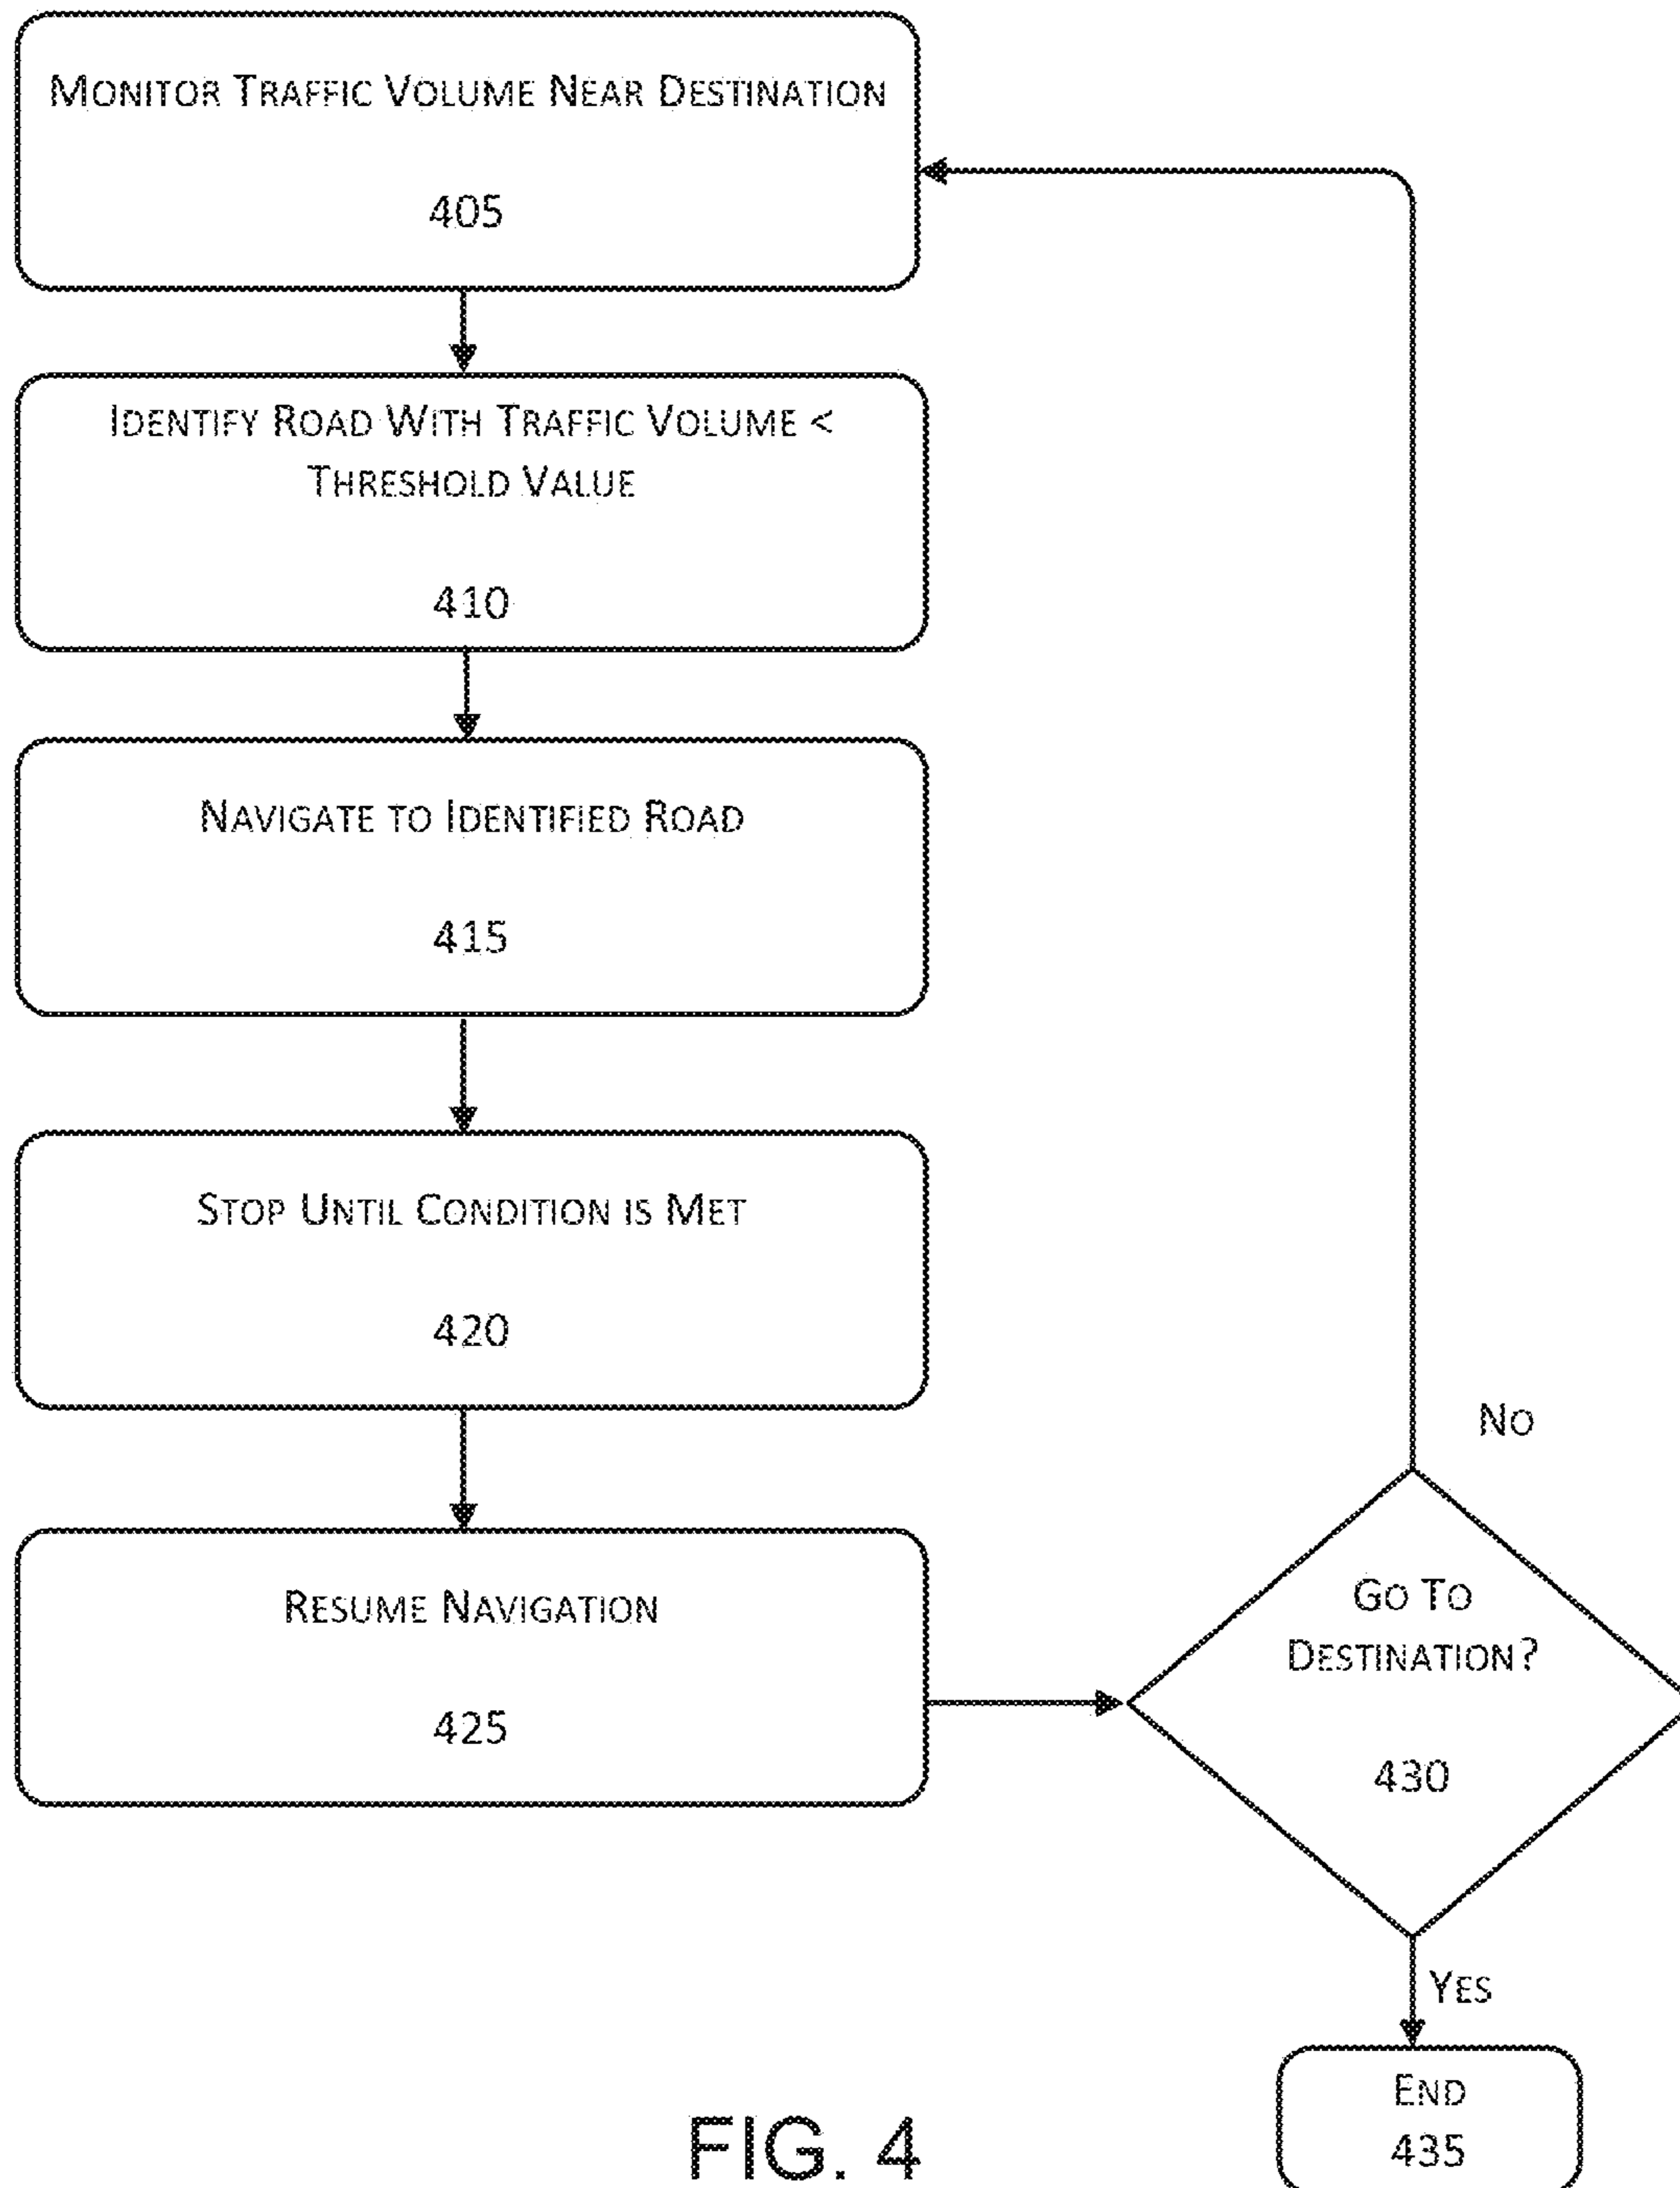 Monitor Traffic Volume Near Destination
405
Identify Road With Traffic Volume <
Threshold Value
410
Navigate to Identified Road
415
Stop Until Condition is Met
420
Resume Navigation
425
No
Go To
Destination?
430
Yes
End
435
FIG. 4